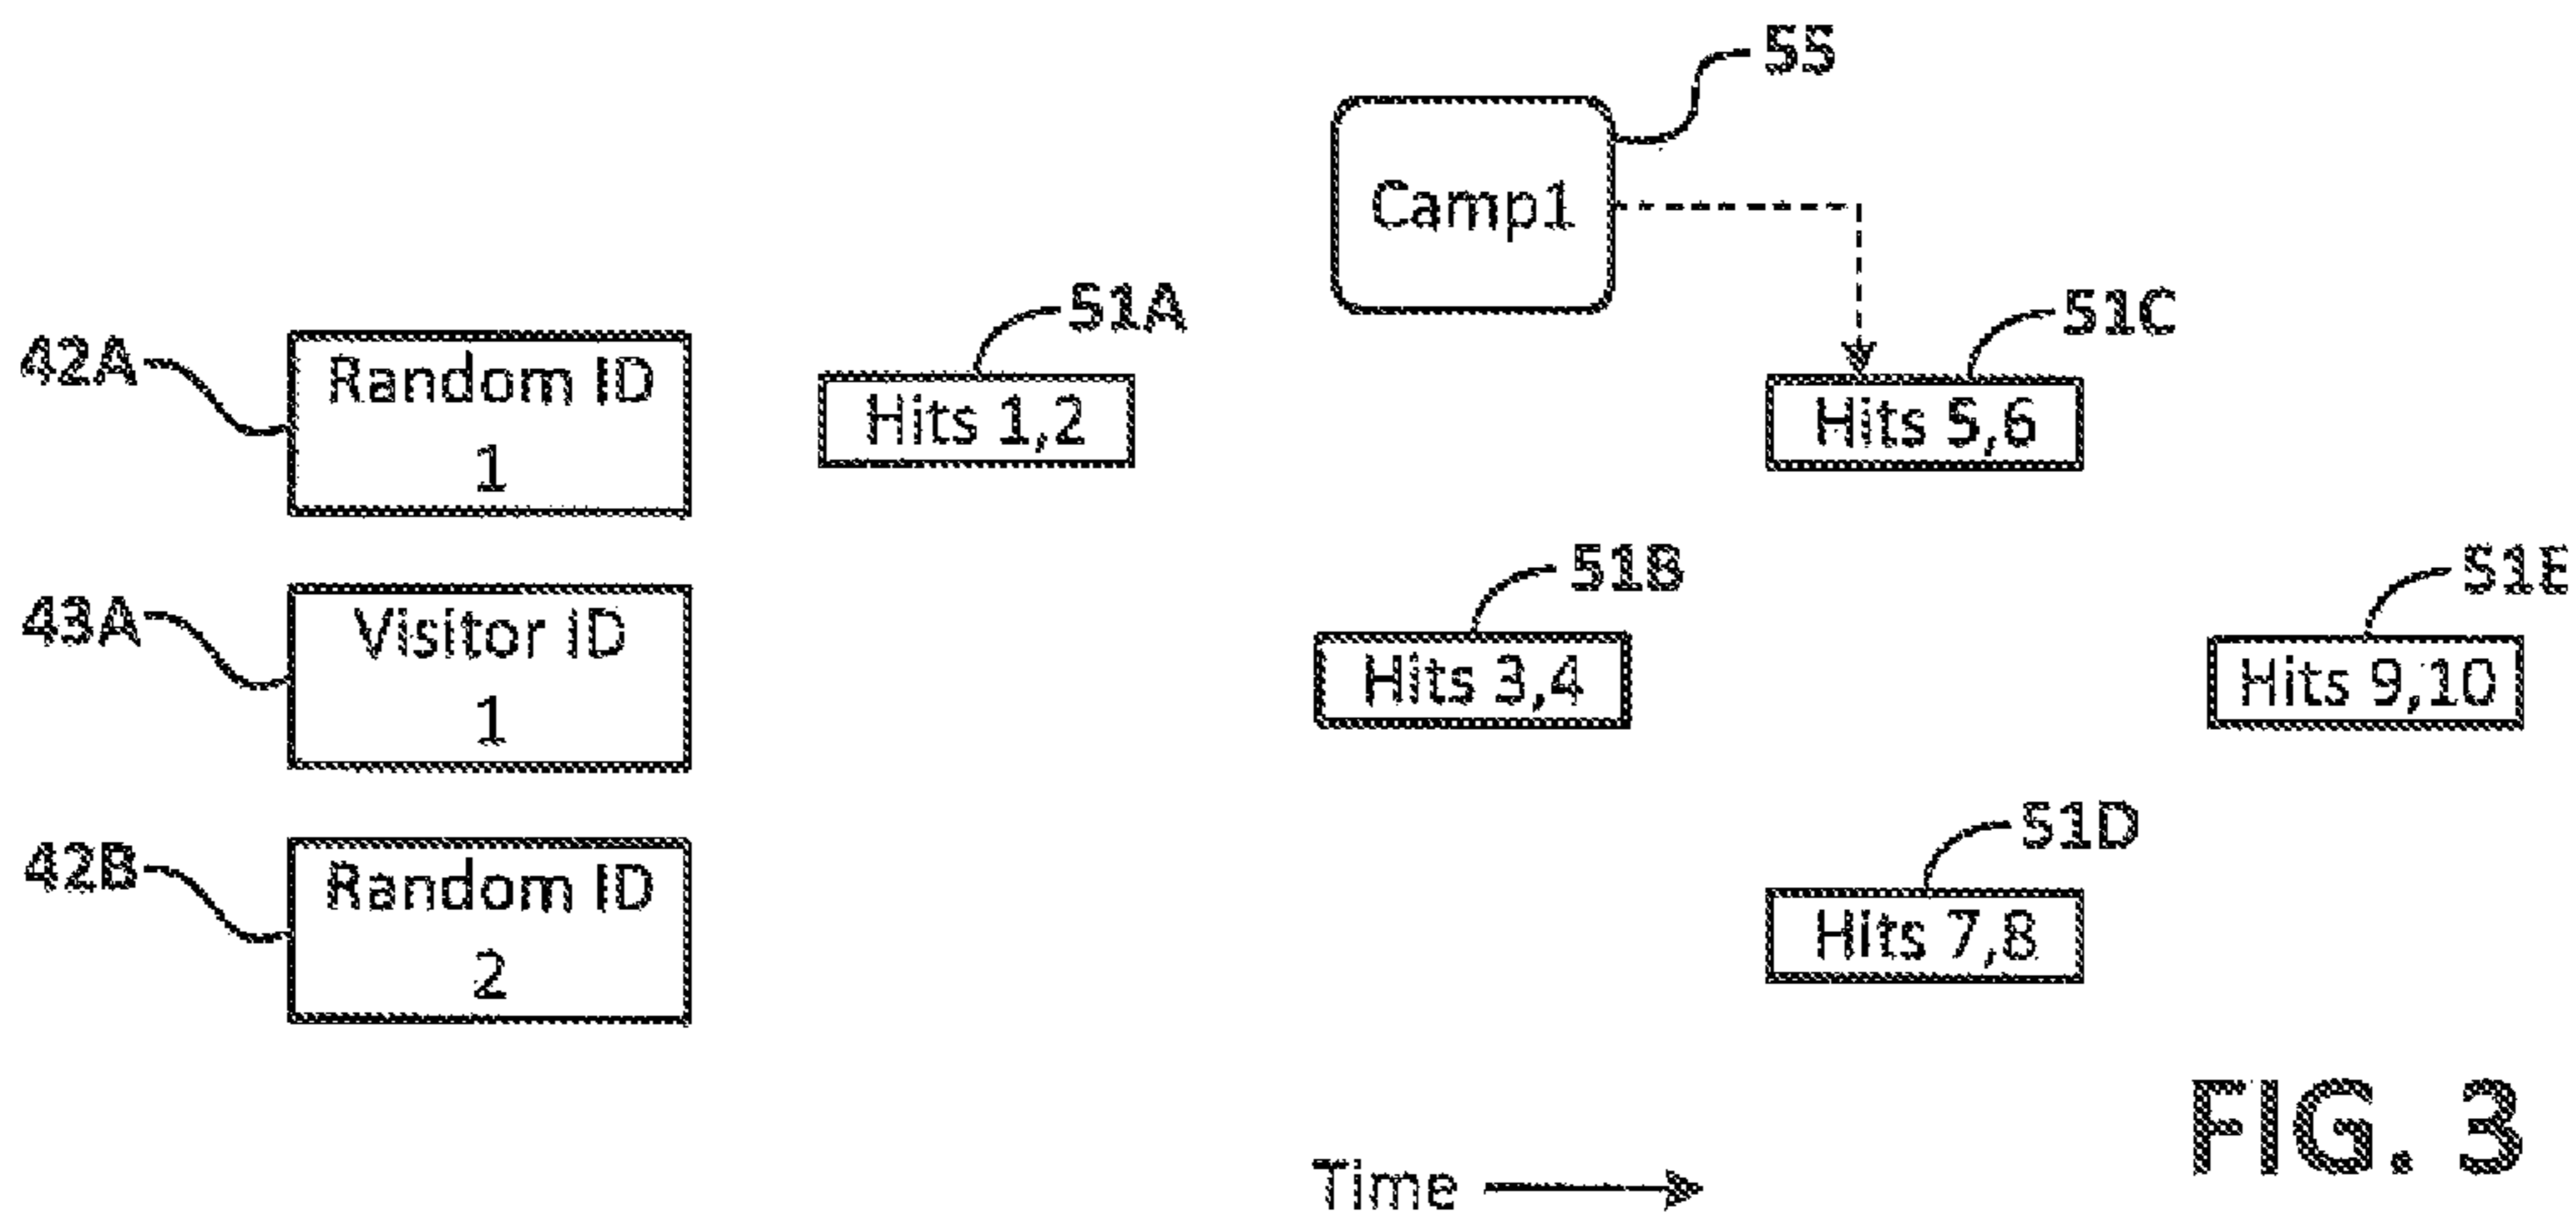 55
Camp1
51A
51C
42A
Random ID
1
Hits 1,2
Hits 5,6
51B
51E
43A
Visitor ID
1
Hits 3,4
Hits 9,10
51D
42B
Random ID
2
Hits 7,8
FIG. 3
Time